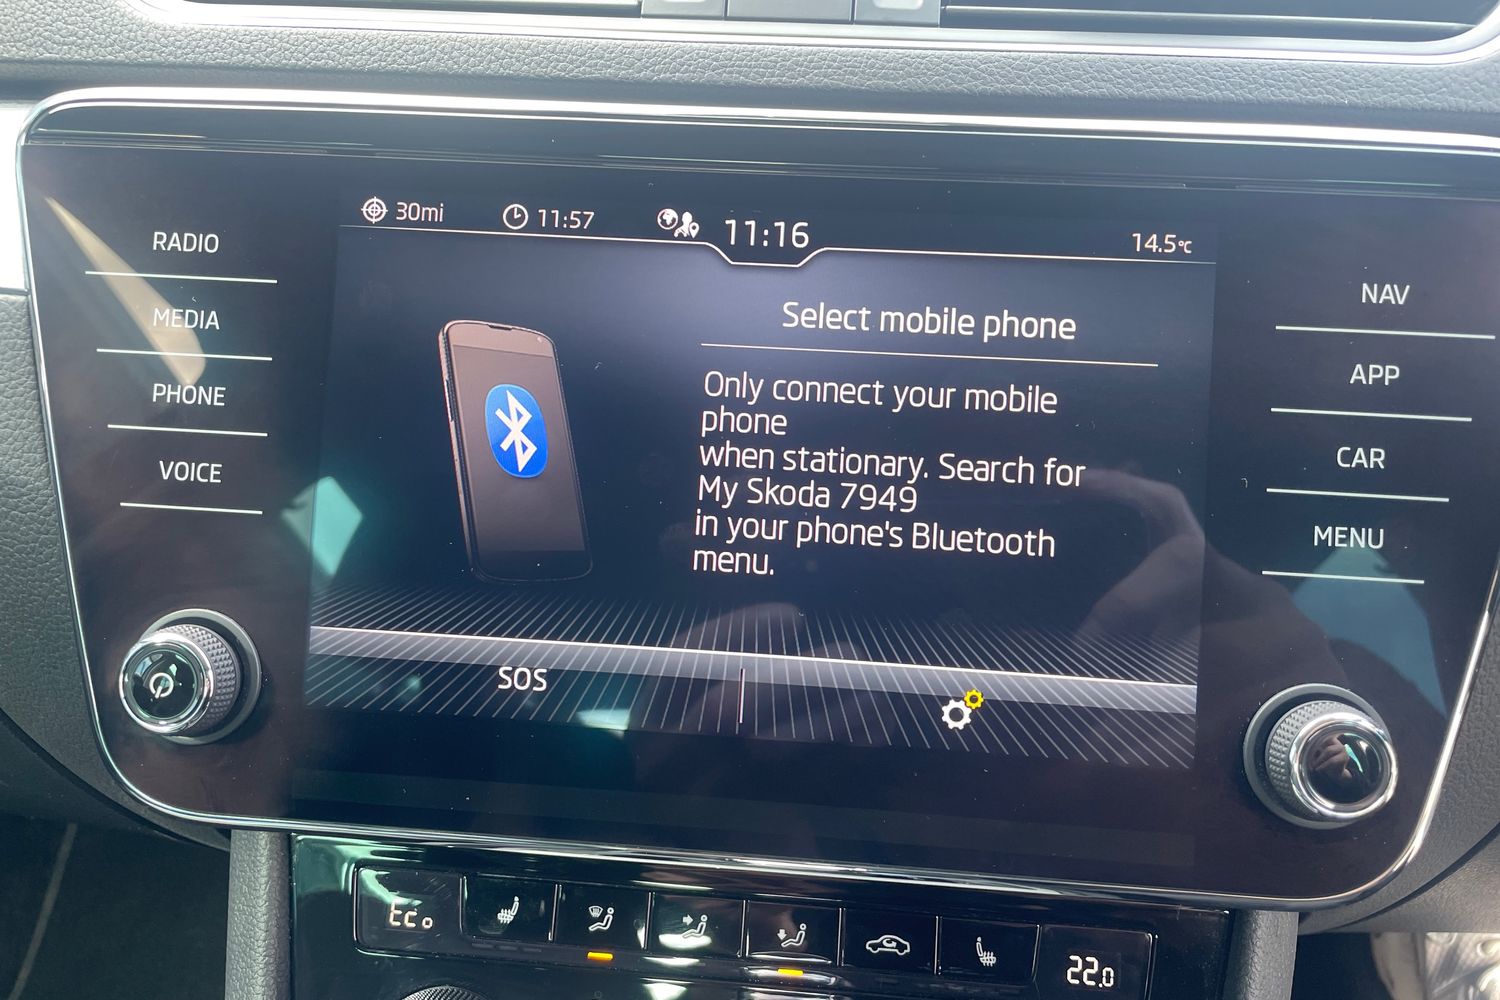 30mi 11:57 11:16 14.5°C
RADIO
MEDIA
PHONE
VOICE
Select mobile phone
Only connect your mobile
phone
when stationary. Search for
My Skoda 7949
in your phone's Bluetooth
menu.
SOS
NAV
APP
CAR
MENU
Eco
22.0